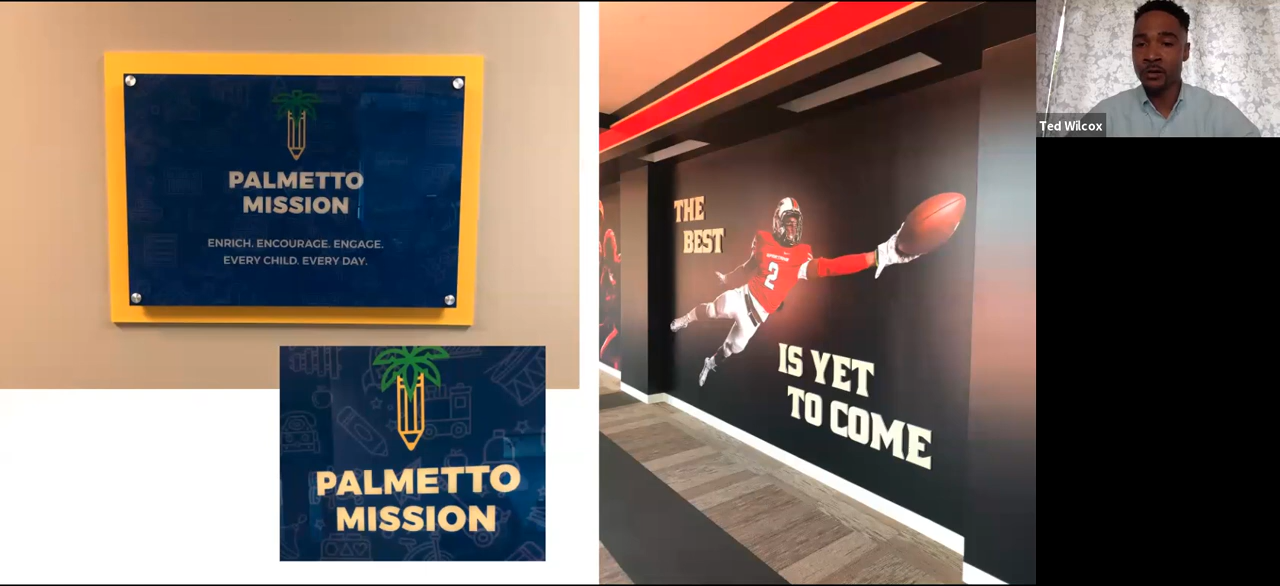 PALMETTO
MISSION
ENRICH. ENCOURAGE. ENGAGE.
EVERY CHILD. EVERY DAY.
PALMETTO
MISSION
THE
BEST
2
IS YET
TO COME
Ted Wilcox